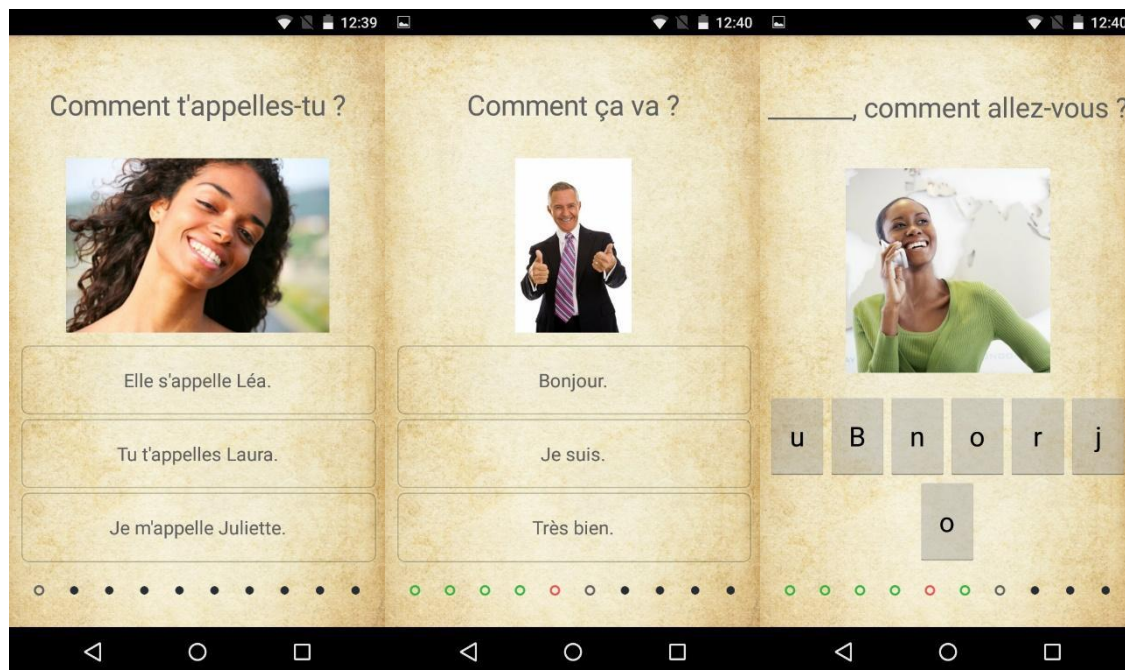 12:39
Comment t'appelles-tu ?
Elle s'appelle Léa.
Tu t'appelles Laura.
Je m'appelle Juliette.
12:40
Comment ça va ?
Bonjour.
Je suis.
Très bien.
12:40
______, comment allez-vous ?
u B n o r j
o